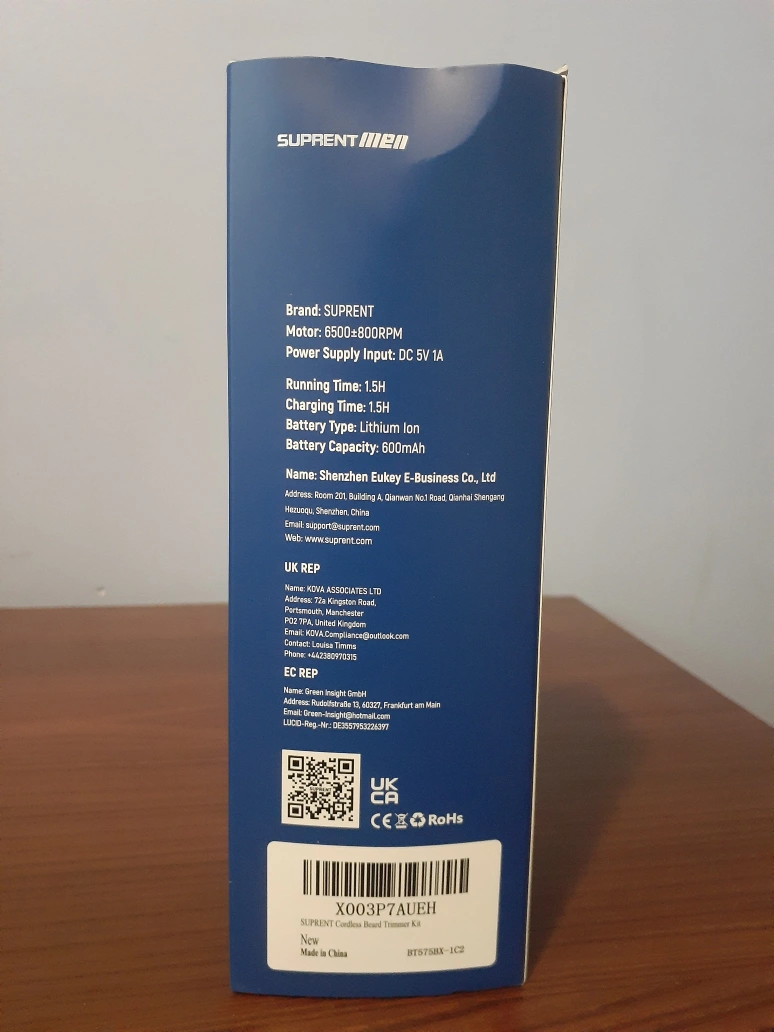 SUPRENT men
Brand: SUPRENT
Motor: 6500±800RPM
Power Supply Input: DC 5V 1A
Running Time: 1.5H
Charging Time: 1.5H
Battery Type: Lithium Ion
Battery Capacity: 600mAh
Name: Shenzhen Eukey E-Business Co., Ltd
Address: Room 201, Building A, Qianwan No.1 Road, Qianhai Shengang
Hezuoqu, Shenzhen, China
Email: support@suprent.com
Web: www.suprent.com
UK REP
Name: KOVA ASSOCIATES LTD
Address: 72a Kingston Road,
Portsmouth, Manchester
PO2 7PA, United Kingdom
Email: KOVA.Compliance@outlook.com
Contact: Louisa Timms
Phone: +442380970315
EC REP
Name: Green Insight GmbH
Address: Rudolfstraße 13, 60327, Frankfurt am Main
Email: Green-Insight@hotmail.com
LUCID-Reg.-Nr.: DE3557953226397
SUPRENT
UK
CA
CE RoHS
X003P7AUEH
SUPRENT Cordless Beard Trimmer Kit
New
Made in China
BT575BX-1C2